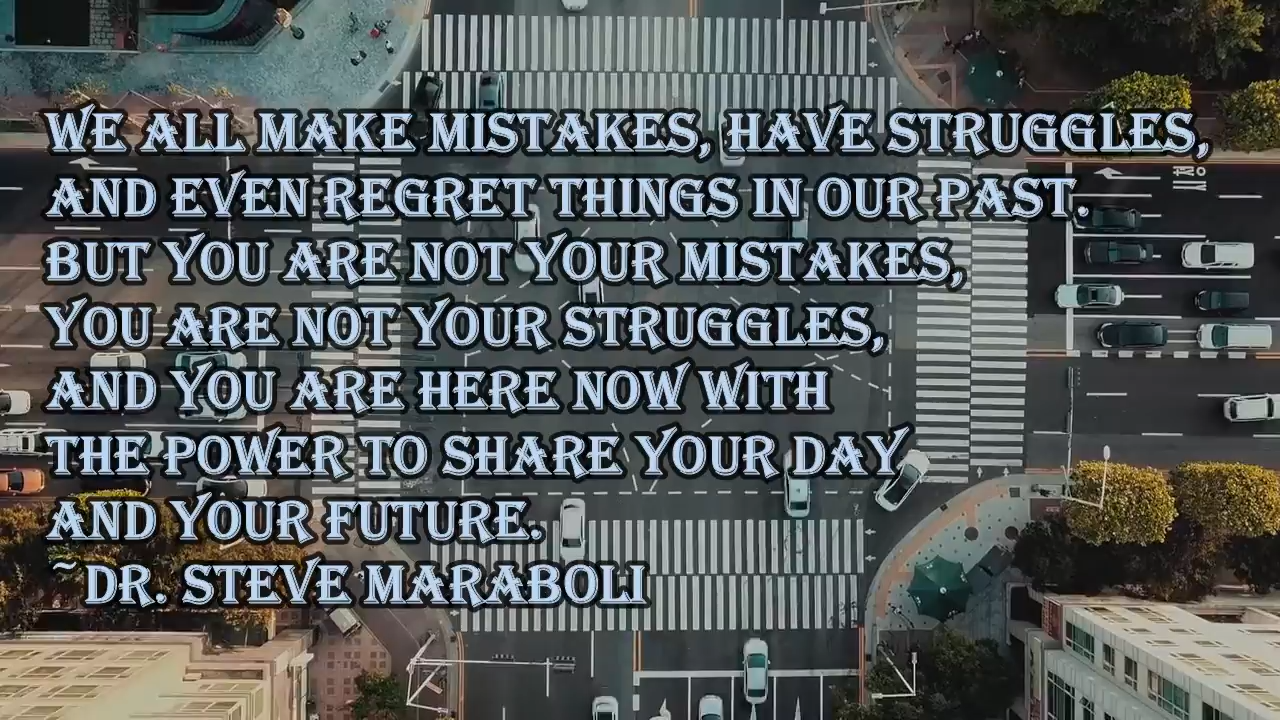 WE ALL MAKE MISTAKES, HAVE STRUGGLES,
AND EVEN REGRET THINGS IN OUR PAST.
BUT YOU ARE NOT YOUR MISTAKES,
YOU ARE NOT YOUR STRUGGLES,
AND YOU ARE HERE NOW WITH
THE POWER TO SHARE YOUR DAY
AND YOUR FUTURE.
~DR. STEVE MARABOLI